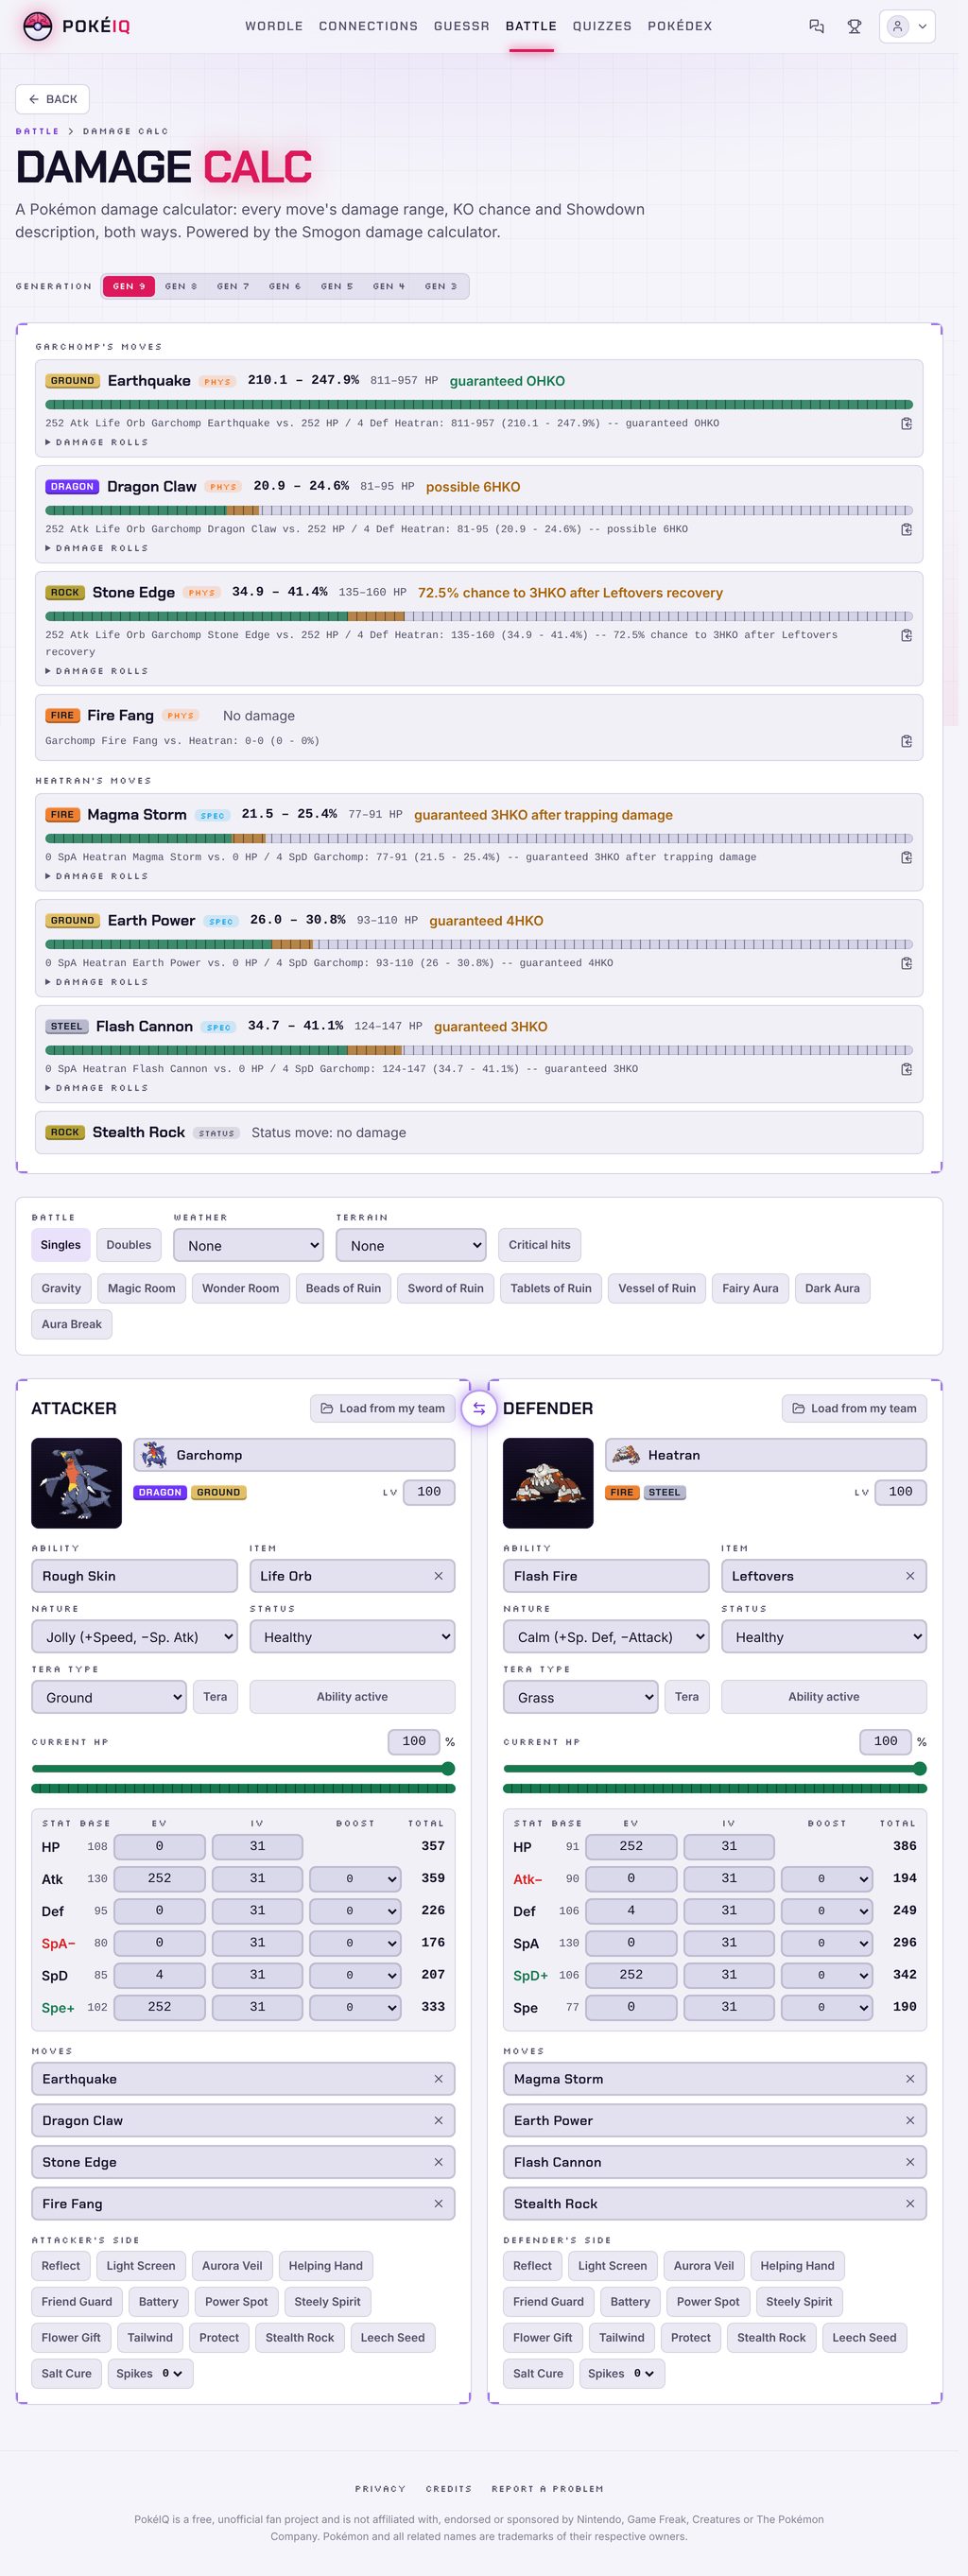 POKÉIQ
WORDLE CONNECTIONS GUESSR BATTLE QUIZZES POKÉDEX
BACK
BATTLE > DAMAGE CALC
DAMAGE CALC
A Pokémon damage calculator: every move's damage range, KO chance and Showdown
description, both ways. Powered by the Smogon damage calculator.
GENERATION GEN 9 GEN 8 GEN 7 GEN 6 GEN 5 GEN 4 GEN 3
GARCHOMP'S MOVES
GROUND Earthquake PHYS 210.1 – 247.9% 811–957 HP guaranteed OHKO
252 Atk Life Orb Garchomp Earthquake vs. 252 HP / 4 Def Heatran: 811-957 (210.1 - 247.9%) -- guaranteed OHKO
DAMAGE ROLLS
DRAGON Dragon Claw PHYS 20.9 – 24.6% 81–95 HP possible 6HKO
252 Atk Life Orb Garchomp Dragon Claw vs. 252 HP / 4 Def Heatran: 81-95 (20.9 - 24.6%) -- possible 6HKO
DAMAGE ROLLS
ROCK Stone Edge PHYS 34.9 – 41.4% 135–160 HP 72.5% chance to 3HKO after Leftovers recovery
252 Atk Life Orb Garchomp Stone Edge vs. 252 HP / 4 Def Heatran: 135-160 (34.9 - 41.4%) -- 72.5% chance to 3HKO after Leftovers
recovery
DAMAGE ROLLS
FIRE Fire Fang PHYS No damage
Garchomp Fire Fang vs. Heatran: 0-0 (0 - 0%)
HEATRAN'S MOVES
FIRE Magma Storm SPEC 21.5 – 25.4% 77–91 HP guaranteed 3HKO after trapping damage
0 SpA Heatran Magma Storm vs. 0 HP / 4 SpD Garchomp: 77-91 (21.5 - 25.4%) -- guaranteed 3HKO after trapping damage
DAMAGE ROLLS
GROUND Earth Power SPEC 26.0 – 30.8% 93–110 HP guaranteed 4HKO
0 SpA Heatran Earth Power vs. 0 HP / 4 SpD Garchomp: 93-110 (26 - 30.8%) -- guaranteed 4HKO
DAMAGE ROLLS
STEEL Flash Cannon SPEC 34.7 – 41.1% 124–147 HP guaranteed 3HKO
0 SpA Heatran Flash Cannon vs. 0 HP / 4 SpD Garchomp: 124-147 (34.7 - 41.1%) -- guaranteed 3HKO
DAMAGE ROLLS
ROCK Stealth Rock STATUS Status move: no damage
BATTLE WEATHER TERRAIN
Singles Doubles None None Critical hits
Gravity Magic Room Wonder Room Beads of Ruin Sword of Ruin Tablets of Ruin Vessel of Ruin Fairy Aura Dark Aura
Aura Break
ATTACKER Load from my team
Garchomp
DRAGON GROUND LV 100
ABILITY ITEM
Rough Skin Life Orb
NATURE STATUS
Jolly (+Speed, −Sp. Atk) Healthy
TERA TYPE
Ground Tera Ability active
CURRENT HP 100 %
STAT BASE EV IV BOOST TOTAL
HP 108 0 31 357
Atk 130 252 31 0 359
Def 95 0 31 0 226
SpA− 80 0 31 0 176
SpD 85 4 31 0 207
Spe+ 102 252 31 0 333
MOVES
Earthquake
Dragon Claw
Stone Edge
Fire Fang
ATTACKER'S SIDE
Reflect Light Screen Aurora Veil Helping Hand
Friend Guard Battery Power Spot Steely Spirit
Flower Gift Tailwind Protect Stealth Rock Leech Seed
Salt Cure Spikes 0
DEFENDER Load from my team
Heatran
FIRE STEEL LV 100
ABILITY ITEM
Flash Fire Leftovers
NATURE STATUS
Calm (+Sp. Def, −Attack) Healthy
TERA TYPE
Grass Tera Ability active
CURRENT HP 100 %
STAT BASE EV IV BOOST TOTAL
HP 91 252 31 386
Atk− 90 0 31 0 194
Def 106 4 31 0 249
SpA 130 0 31 0 296
SpD+ 106 252 31 0 342
Spe 77 0 31 0 190
MOVES
Magma Storm
Earth Power
Flash Cannon
Stealth Rock
DEFENDER'S SIDE
Reflect Light Screen Aurora Veil Helping Hand
Friend Guard Battery Power Spot Steely Spirit
Flower Gift Tailwind Protect Stealth Rock Leech Seed
Salt Cure Spikes 0
PRIVACY CREDITS REPORT A PROBLEM
PokéIQ is a free, unofficial fan project and is not affiliated with, endorsed or sponsored by Nintendo, Game Freak, Creatures or The Pokémon
Company. Pokémon and all related names are trademarks of their respective owners.